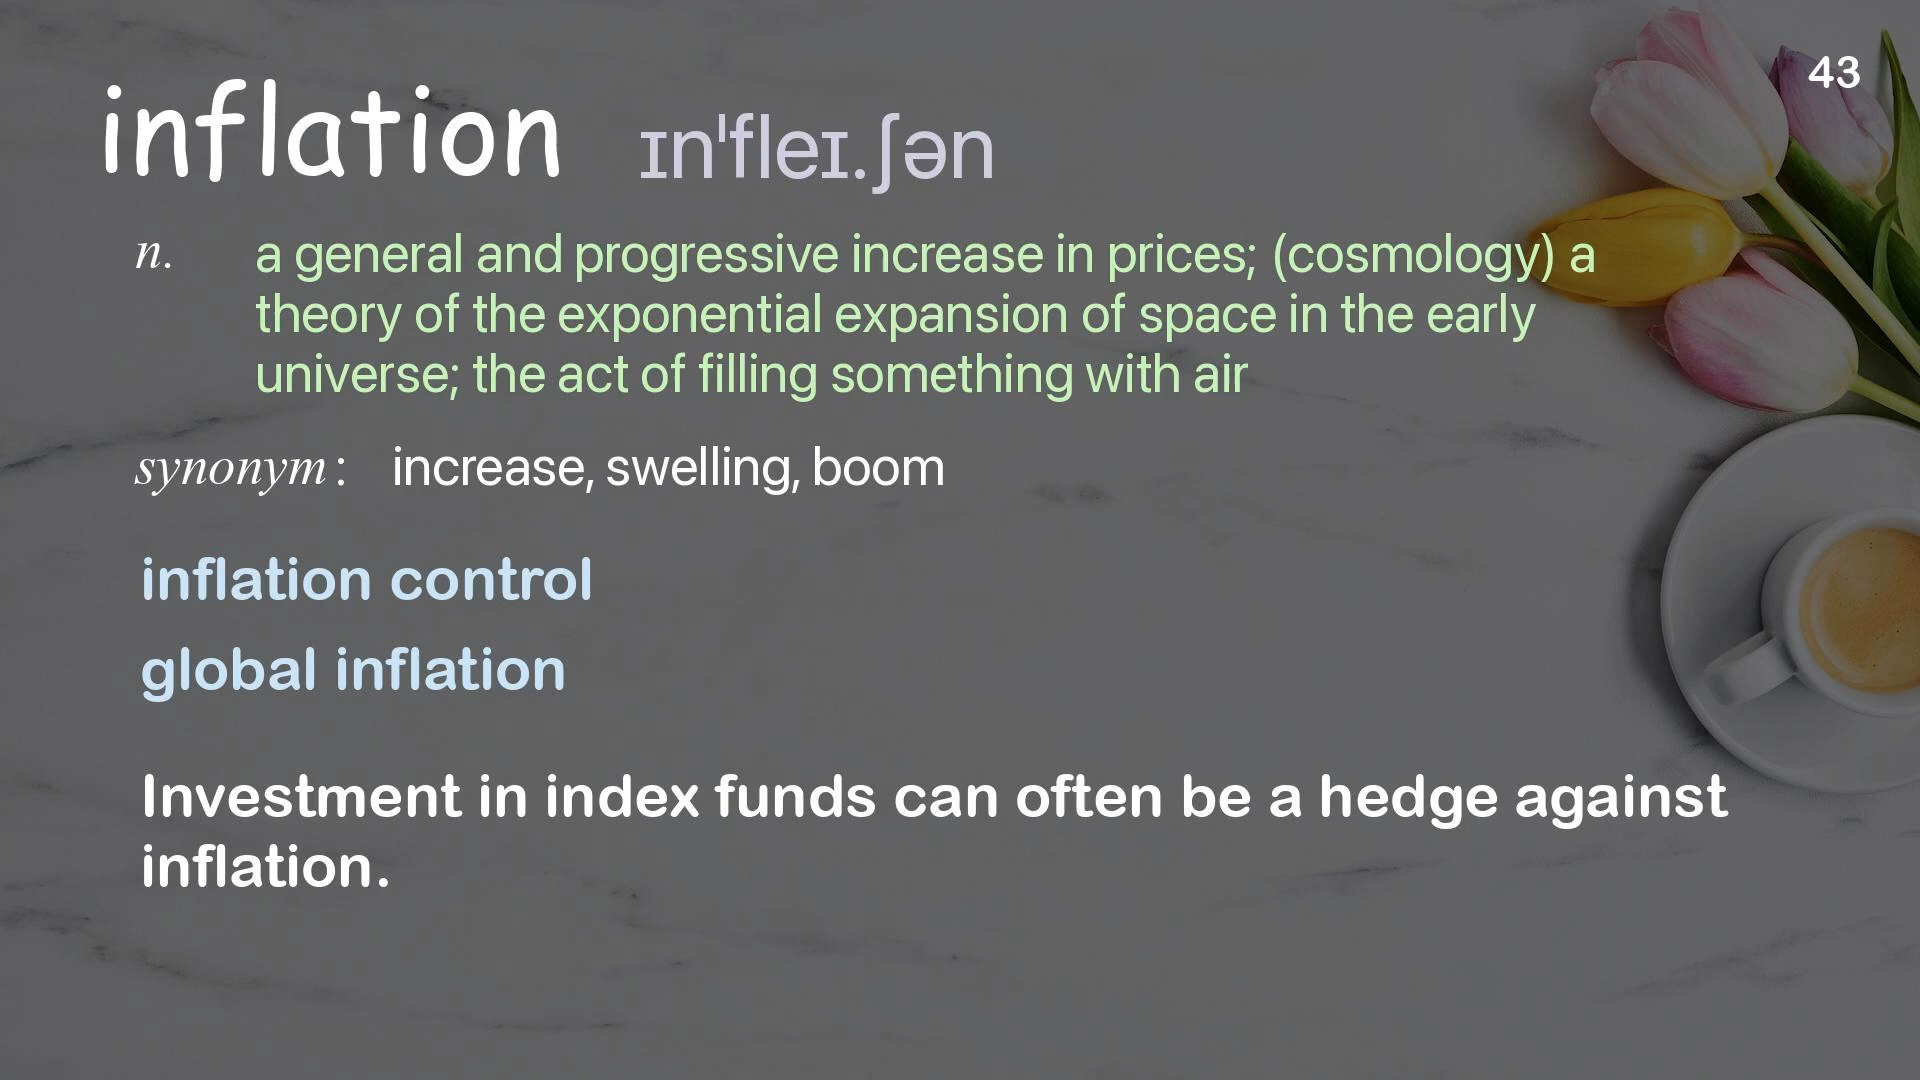 43
inflation ɪnˈfleɪ.ʃən
n. a general and progressive increase in prices; (cosmology) a
theory of the exponential expansion of space in the early
universe; the act of filling something with air
synonym: increase, swelling, boom
inflation control
global inflation
Investment in index funds can often be a hedge against
inflation.